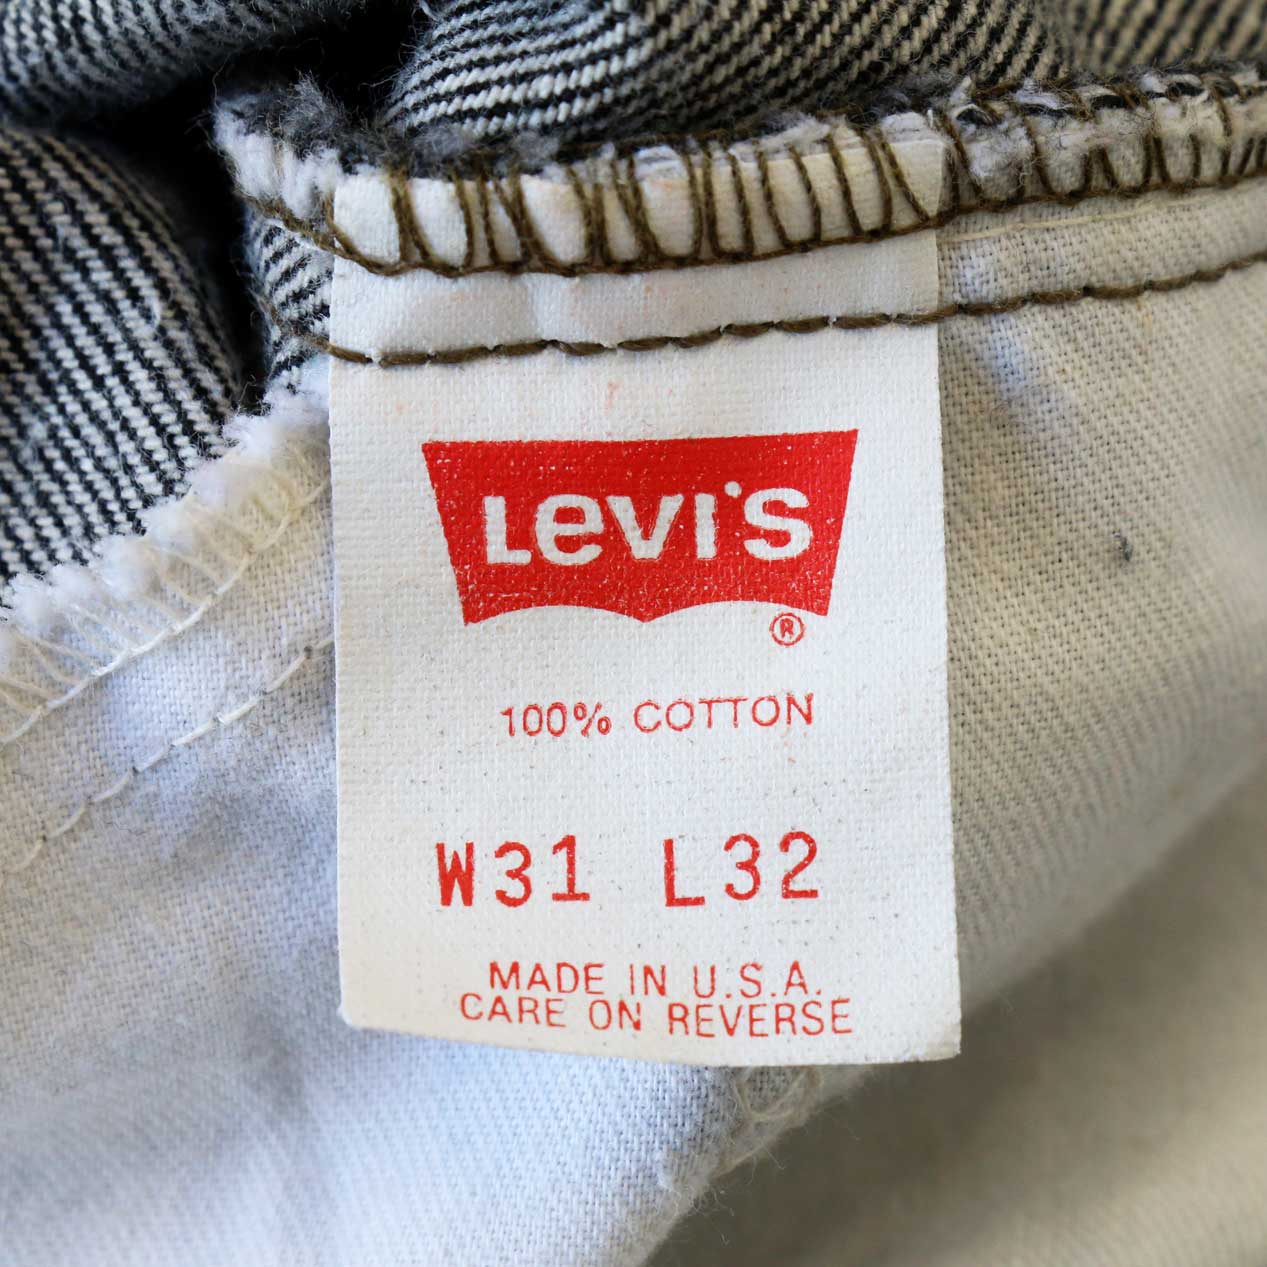 Levi's
®
100% COTTON
W31 L32
MADE IN U.S.A.
CARE ON REVERSE